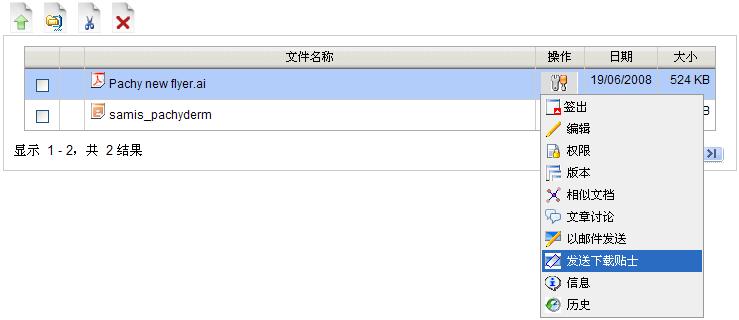 文件名称 操作 日期 大小
Pachy new flyer.ai 19/06/2008 524 KB
samis_pachyderm B
显示 1 - 2, 共 2 结果
签出
编辑
权限
版本
相似文档
文章讨论
以邮件发送
发送下载贴士
信息
历史